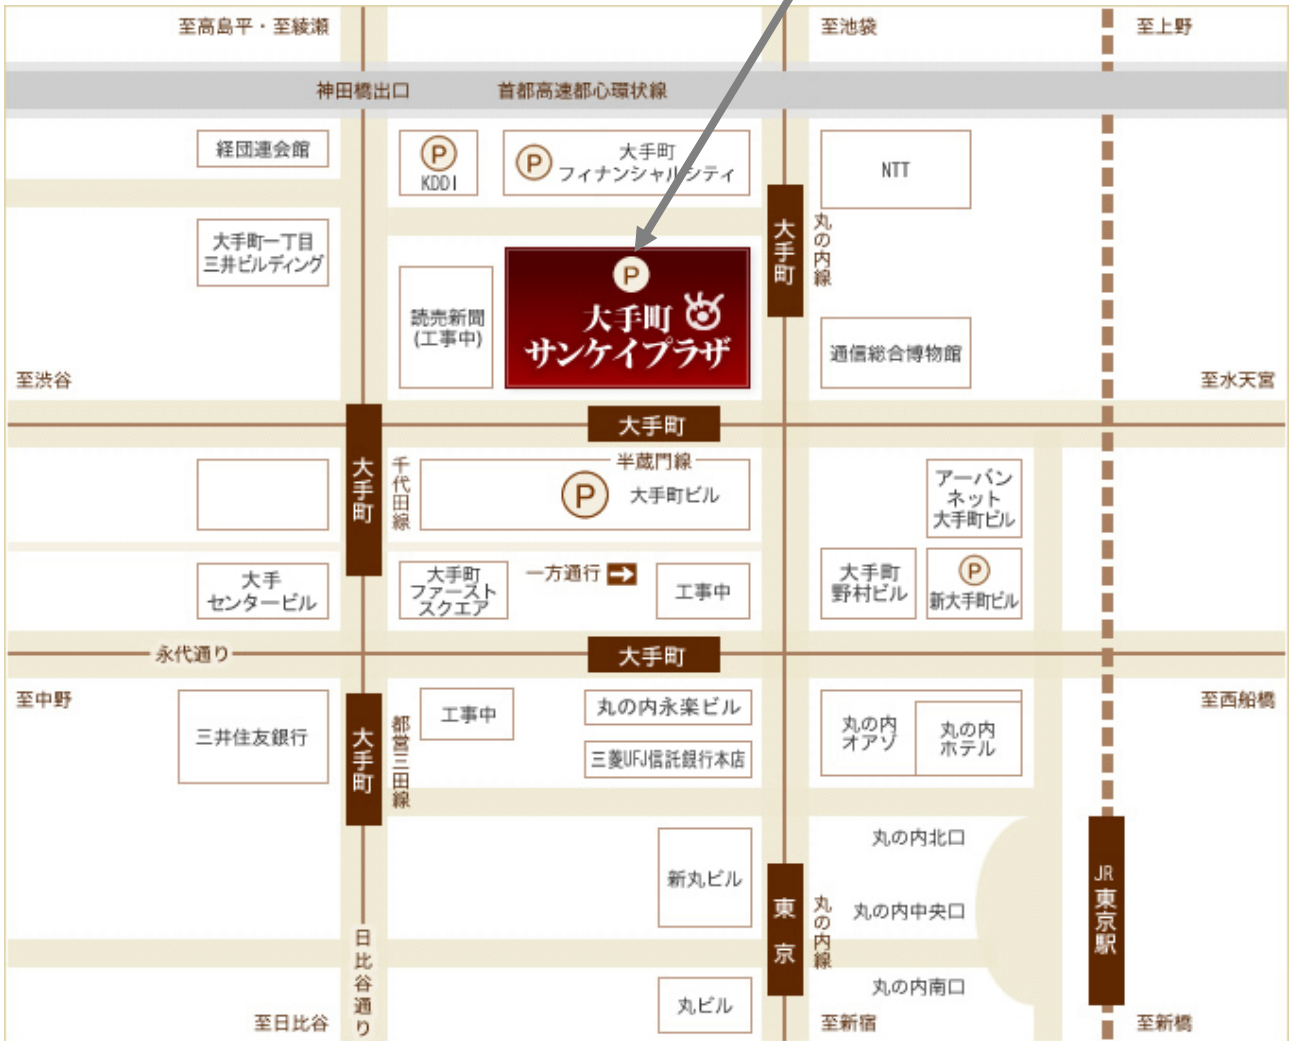 至高島平・至綾瀬
至池袋
至上野
神田橋出口
首都高速都心環状線
経団連会館
P
KDDI
P
大手町
フィナンシャルシティ
NTT
大手町一丁目
三井ビルディング
大手町
丸の内線
読売新聞
(工事中)
P
大手町
サンケイプラザ
通信総合博物館
至渋谷
至水天宮
大手町
大手町
千代田線
半蔵門線
P
大手町ビル
アーバン
ネット
大手町ビル
大手
センタービル
大手町
ファースト
スクエア
一方通行
工事中
大手町
野村ビル
P
新大手町ビル
永代通り
大手町
至中野
至西船橋
三井住友銀行
大手町
都営三田線
工事中
丸の内永楽ビル
三菱UFJ信託銀行本店
丸の内
オアゾ
丸の内
ホテル
新丸ビル
東京
丸の内線
丸の内北口
丸の内中央口
丸の内南口
JR東京駅
日比谷通り
丸ビル
至日比谷
至新宿
至新橋